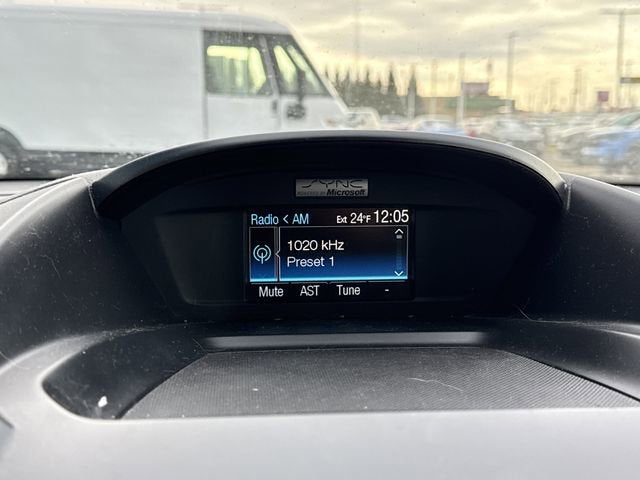 SYNC
POWERED BY Microsoft
Radio < AM Ext 24°F 12:05
1020 kHz
Preset 1
Mute AST Tune -